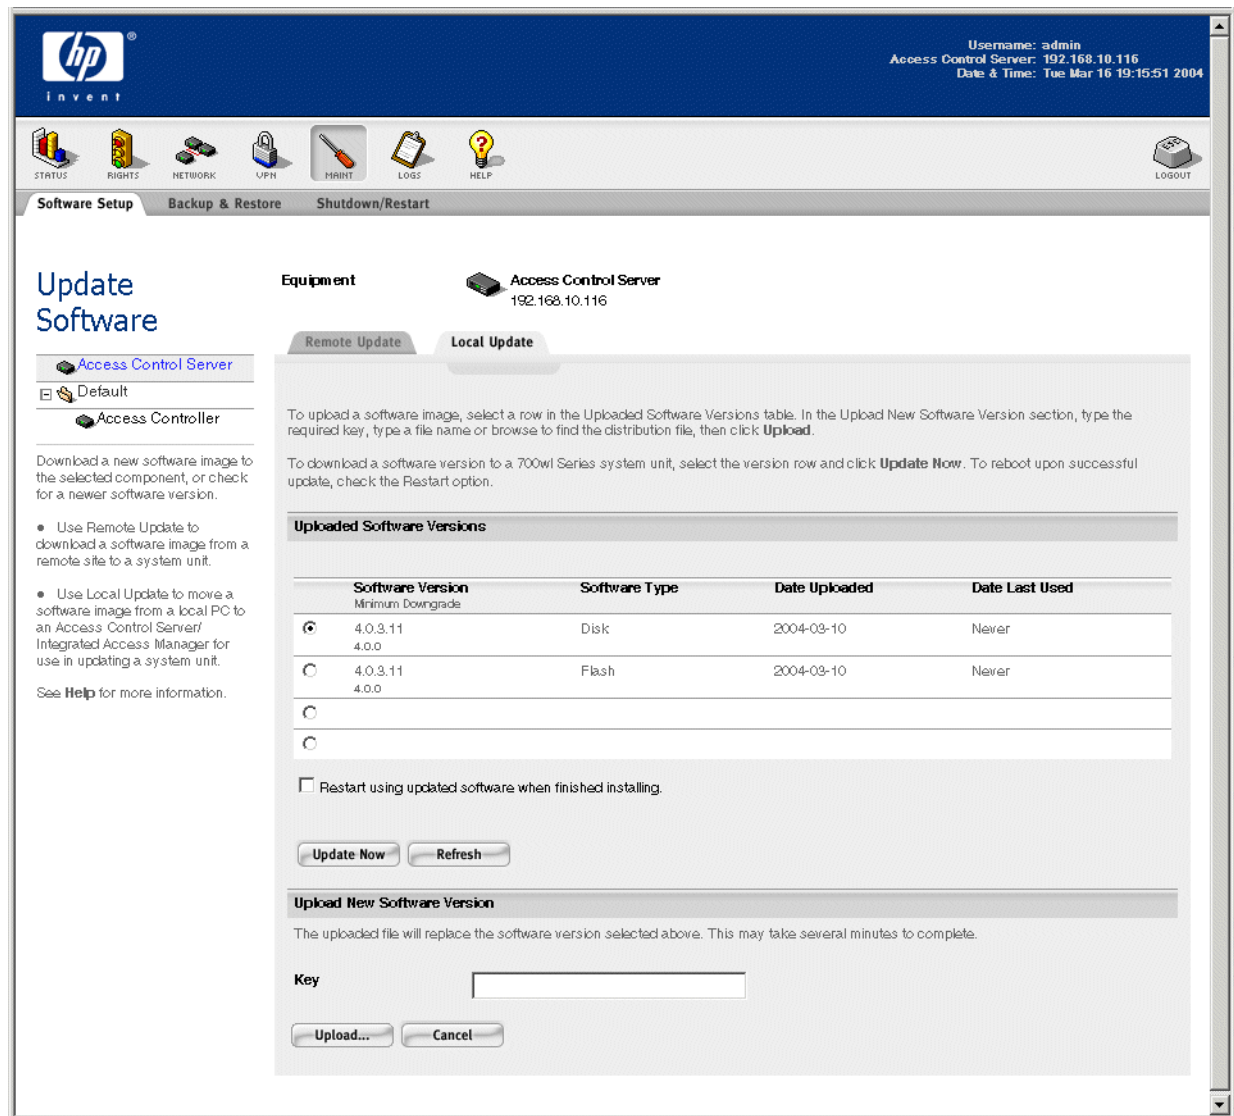 hp
®
invent
Username: admin
Access Control Server: 192.168.10.116
Date & Time: Tue Mar 16 19:15:51 2004
STATUS
RIGHTS
NETWORK
VPN
MAINT
LOGS
HELP
LOGOUT
Software Setup
Backup & Restore
Shutdown/Restart
Update
Software
Access Control Server
Default
Access Controller
Download a new software image to
the selected component, or check
for a newer software version.
● Use Remote Update to
download a software image from a
remote site to a system unit.
● Use Local Update to move a
software image from a local PC to
an Access Control Server/
Integrated Access Manager for
use in updating a system unit.
See Help for more information.
Equipment
Access Control Server
192.168.10.116
Remote Update
Local Update
To upload a software image, select a row in the Uploaded Software Versions table. In the Upload New Software Version section, type the
required key, type a file name or browse to find the distribution file, then click Upload.
To download a software version to a 700wl Series system unit, select the version row and click Update Now. To reboot upon successful
update, check the Restart option.
Uploaded Software Versions
Software Version Software Type Date Uploaded Date Last Used
Minimum Downgrade
4.0.3.11 Disk 2004-03-10 Never
4.0.0
4.0.3.11 Flash 2004-03-10 Never
4.0.0
Restart using updated software when finished installing.
Update Now
Refresh
Upload New Software Version
The uploaded file will replace the software version selected above. This may take several minutes to complete.
Key
Upload...
Cancel